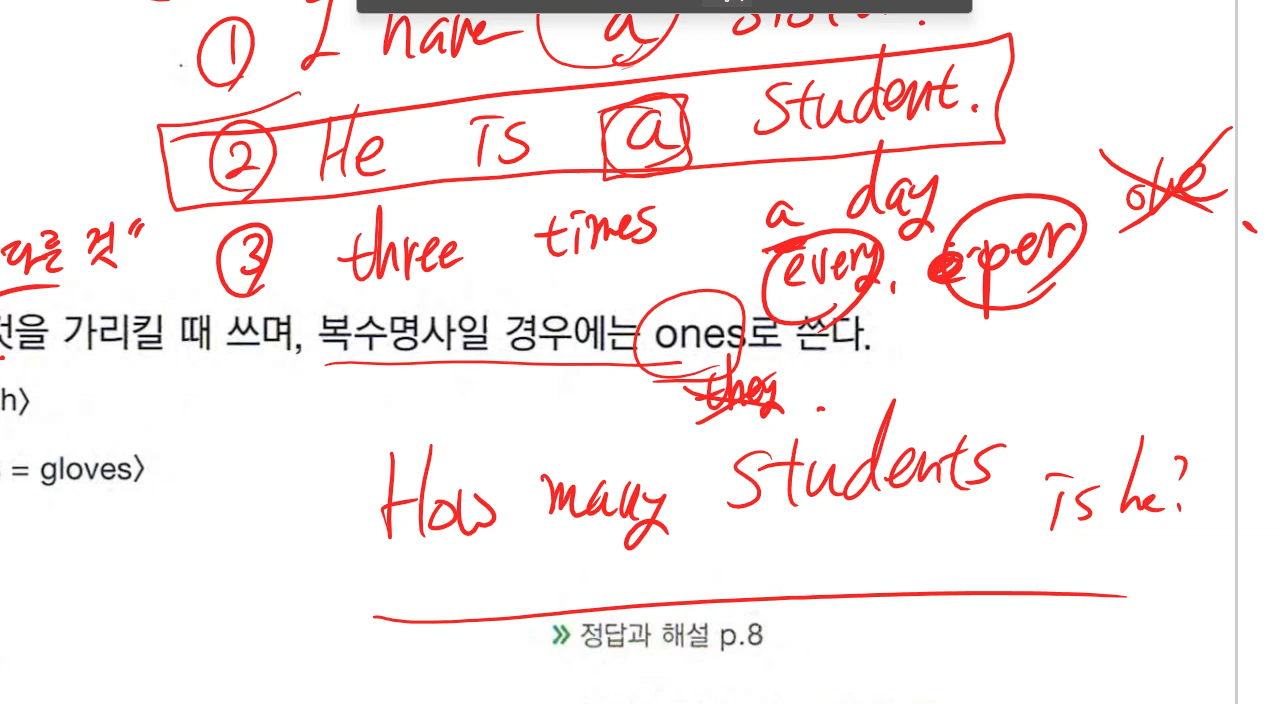 ① I have a sister.
② He is a student.
다른 것"
③ three times a day
every, per
one
것을 가리킬 때 쓰며, 복수명사일 경우에는 ones로 쓴다.
they
h〉
= gloves〉
How many students is he?
» 정답과 해설 p.8